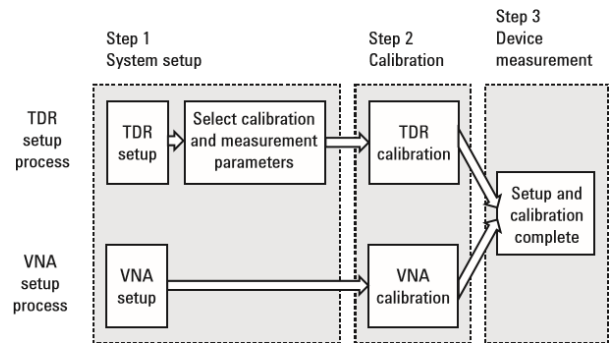 Step 1
System setup
Step 2
Calibration
Step 3
Device
measurement
TDR
setup
process
TDR
setup
Select calibration
and measurement
parameters
TDR
calibration
Setup and
calibration
complete
VNA
setup
process
VNA
setup
VNA
calibration